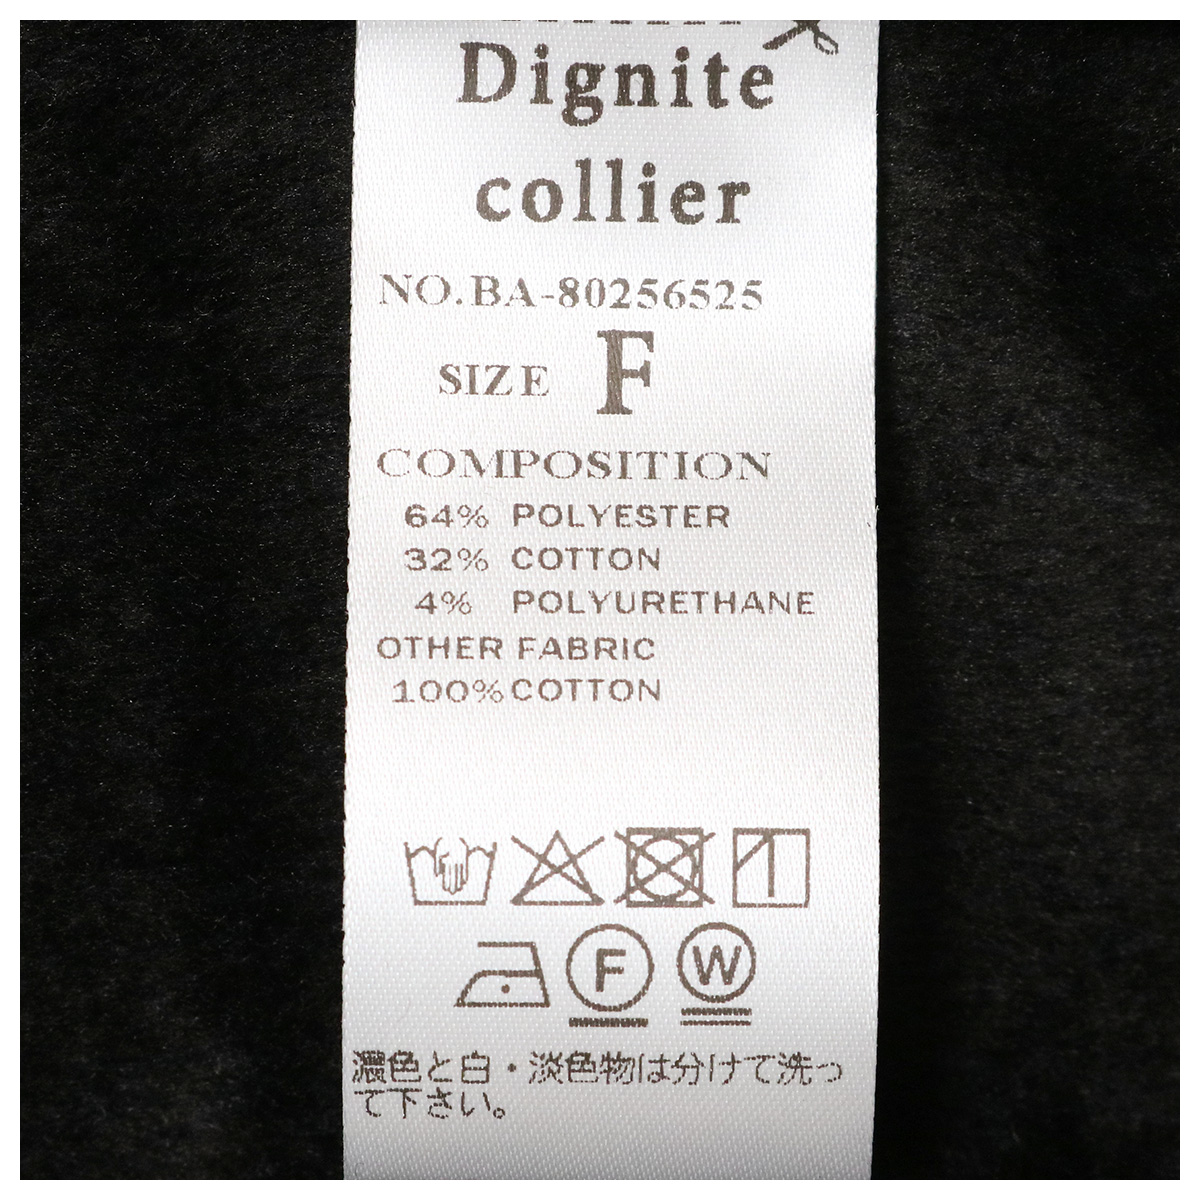 Dignite
collier
NO.BA-80256525
SIZE F
COMPOSITION
64% POLYESTER
32% COTTON
4% POLYURETHANE
OTHER FABRIC
100% COTTON
F W
濃色と白・淡色物は分けて洗っ
て下さい。